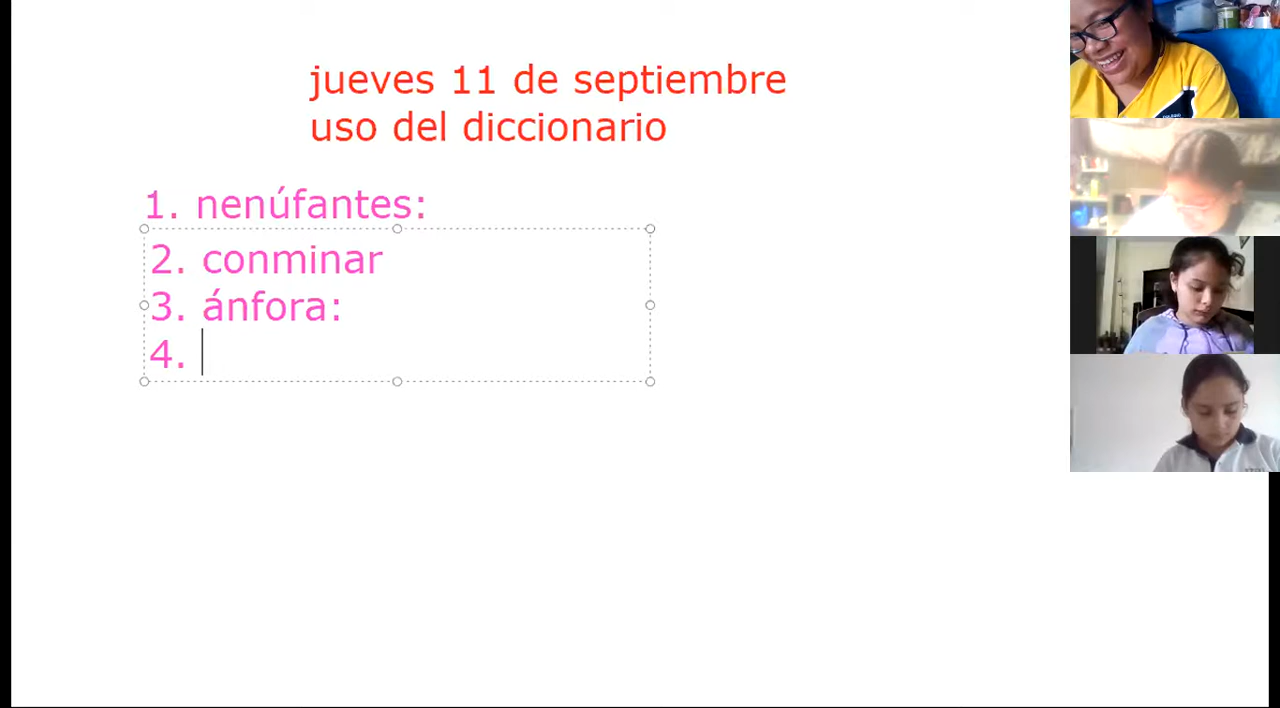 jueves 11 de septiembre
uso del diccionario
1. nenúfantes:
2. conminar
3. ánfora:
4.